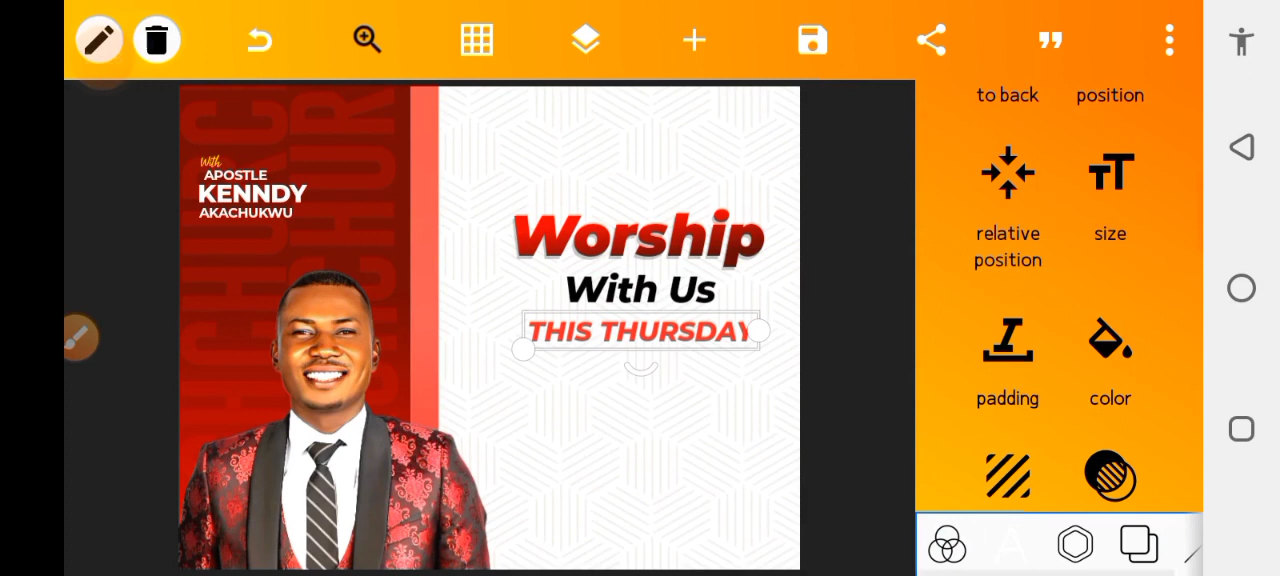 to back
position
With
APOSTLE
KENNDY
AKACHUKWU
Worship
With Us
THIS THURSDAY
relative
position
size
padding
color